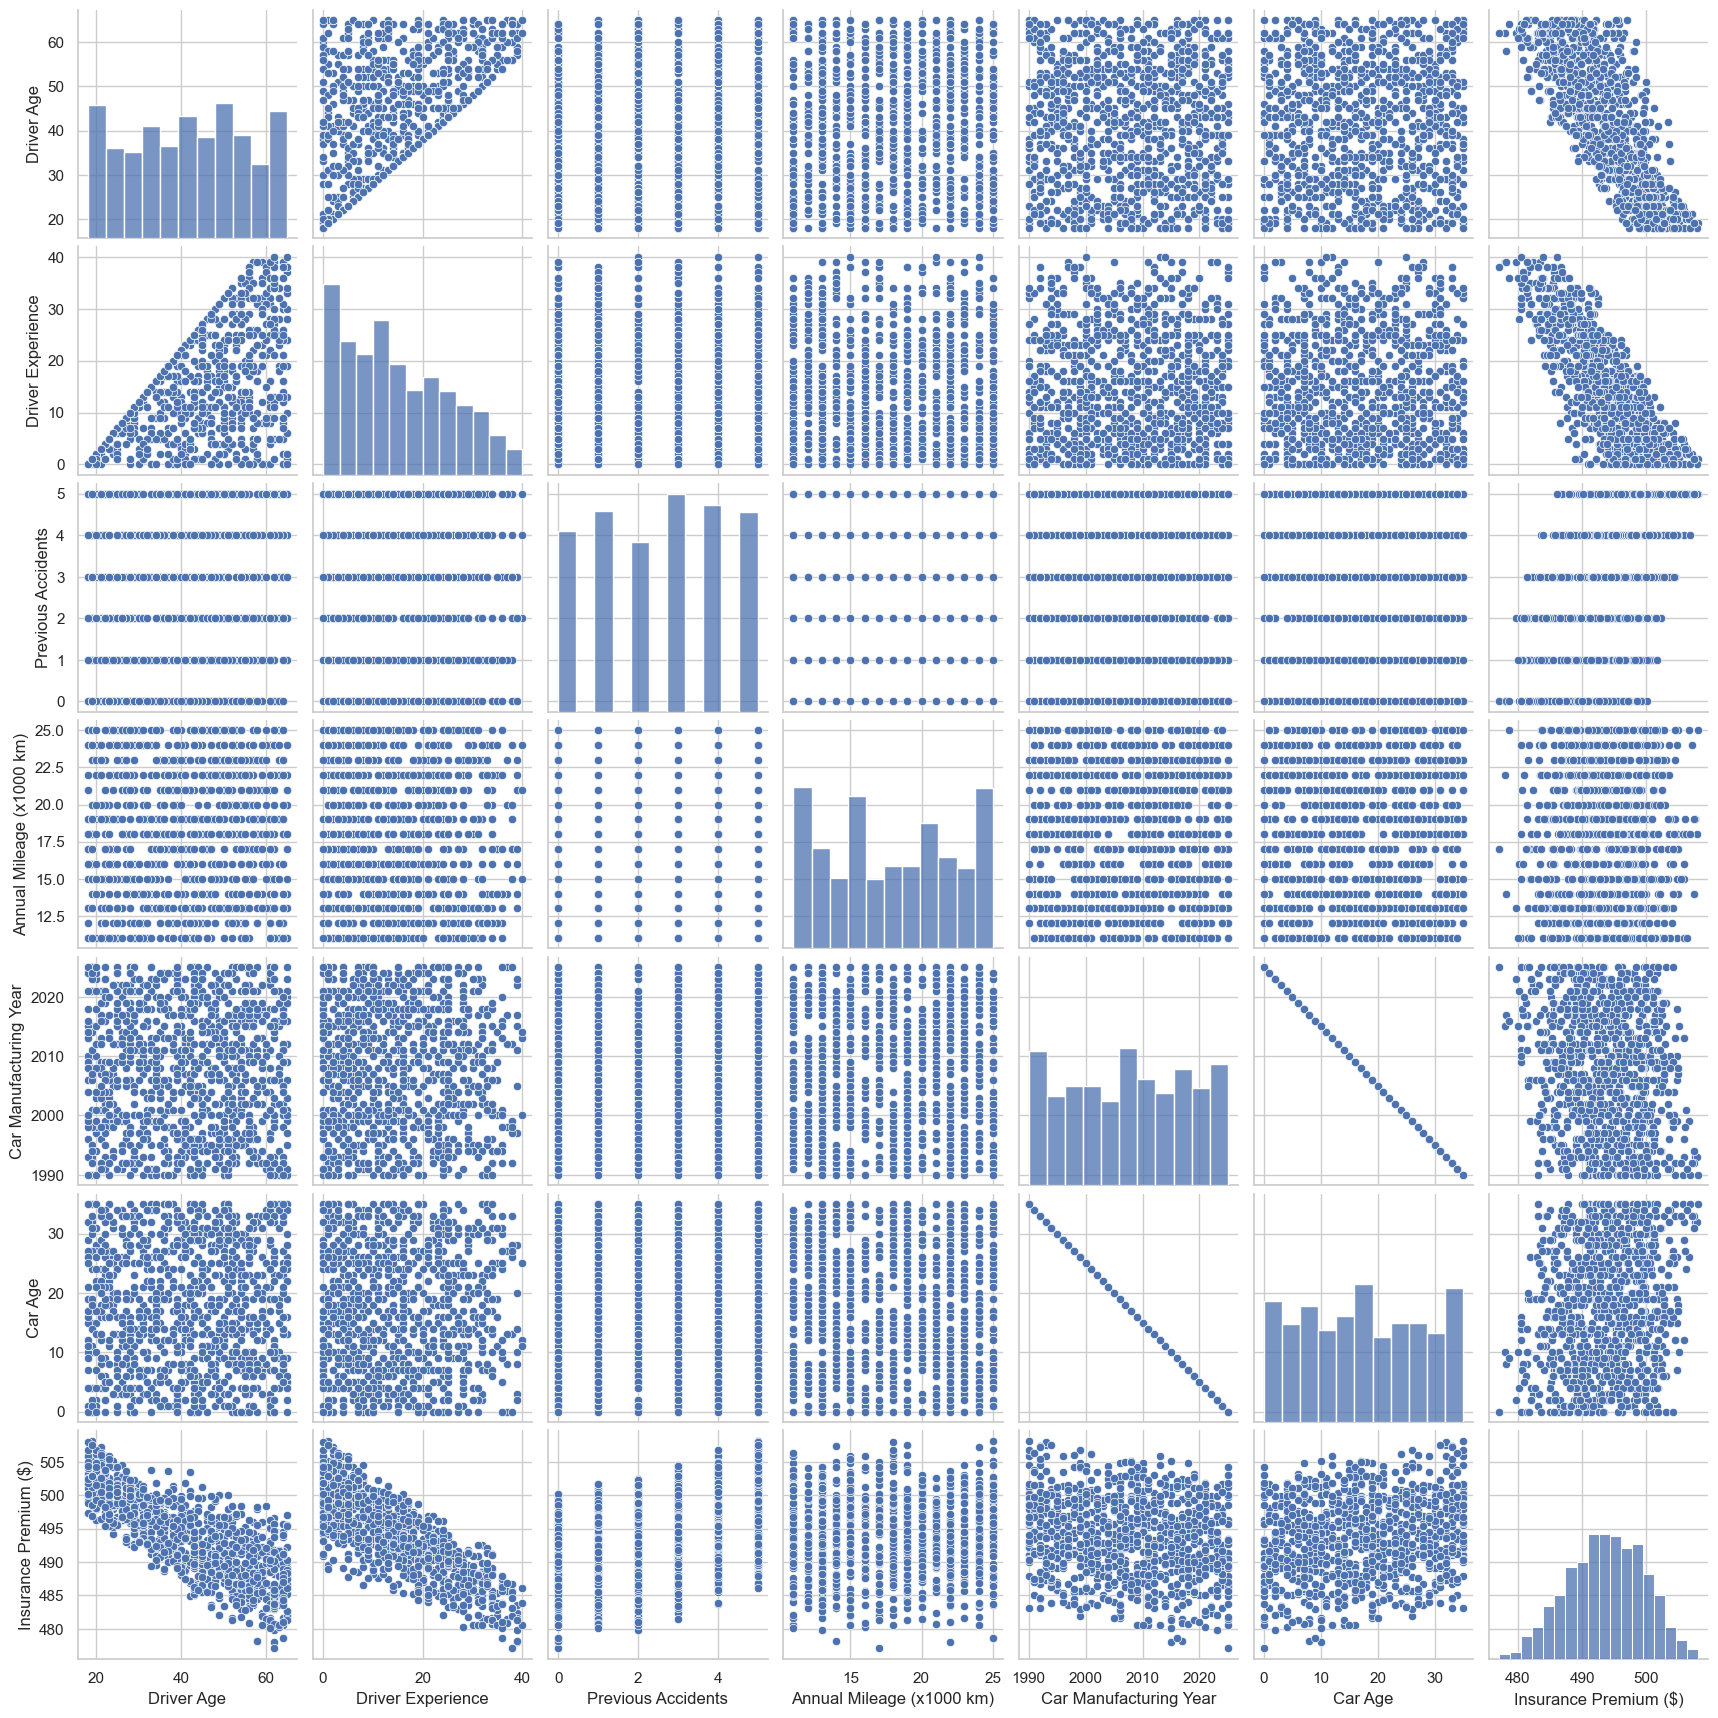 60
50
40
30
20
Driver Age
40
30
20
10
0
Driver Experience
5
4
3
2
1
0
Previous Accidents
25.0
22.5
20.0
17.5
15.0
12.5
Annual Mileage (x1000 km)
2020
2010
2000
1990
Car Manufacturing Year
30
20
10
0
Car Age
505
500
495
490
485
480
Insurance Premium ($)
20 40 60
0 20 40
0 2 4
15 20 25
1990 2000 2010 2020
0 10 20 30
480 490 500
Driver Age
Driver Experience
Previous Accidents
Annual Mileage (x1000 km)
Car Manufacturing Year
Car Age
Insurance Premium ($)